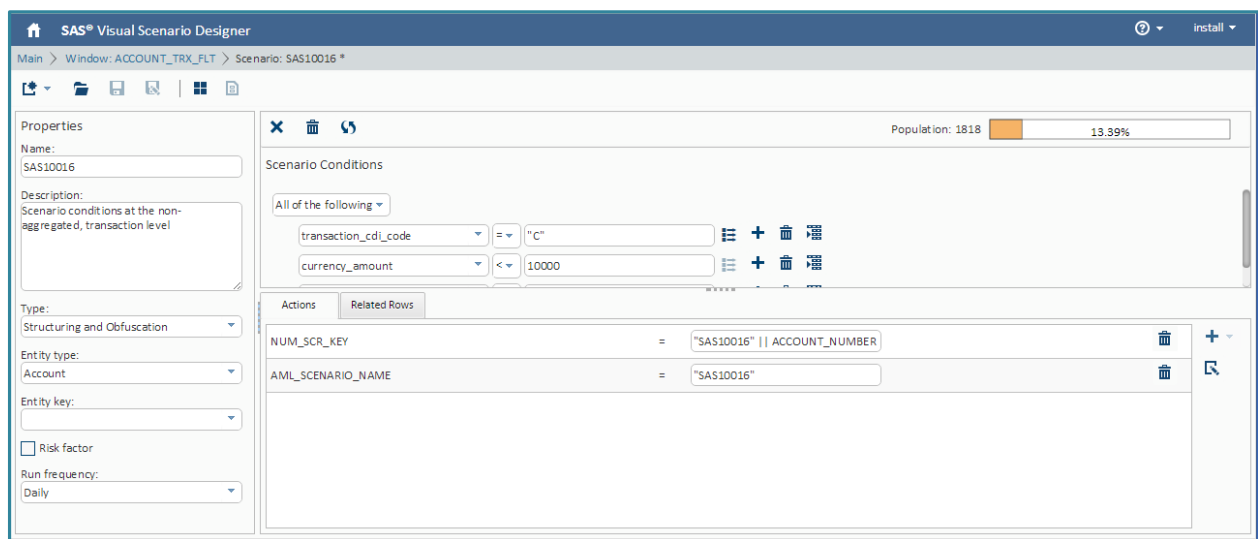 SAS® Visual Scenario Designer
install
Main > Window: ACCOUNT_TRX_FLT > Scenario: SAS10016 *
Properties
Name:
SAS10016
Description:
Scenario conditions at the non-
aggregated, transaction level
Type:
Structuring and Obfuscation
Entity type:
Account
Entity key:
Risk factor
Run frequency:
Daily
Population: 1818
13.39%
Scenario Conditions
All of the following
transaction_cdi_code = "C"
currency_amount < 10000
Actions
Related Rows
NUM_SCR_KEY = "SAS10016" || ACCOUNT_NUMBER
AML_SCENARIO_NAME = "SAS10016"